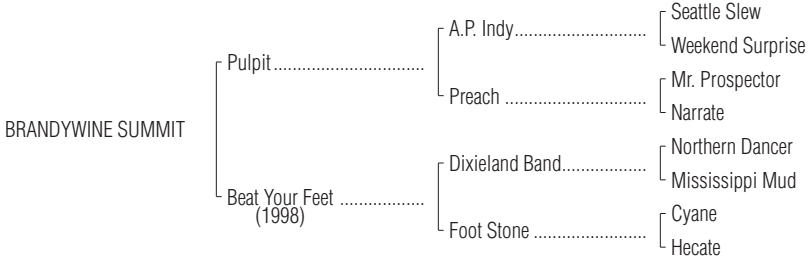 Seattle Slew
A.P. Indy..............................
Weekend Surprise
Pulpit..................................
Mr. Prospector
Preach ................................
Narrate
BRANDYWINE SUMMIT
Northern Dancer
Dixieland Band...................
Mississippi Mud
Beat Your Feet ...................
(1998)
Cyane
Foot Stone .........................
Hecate